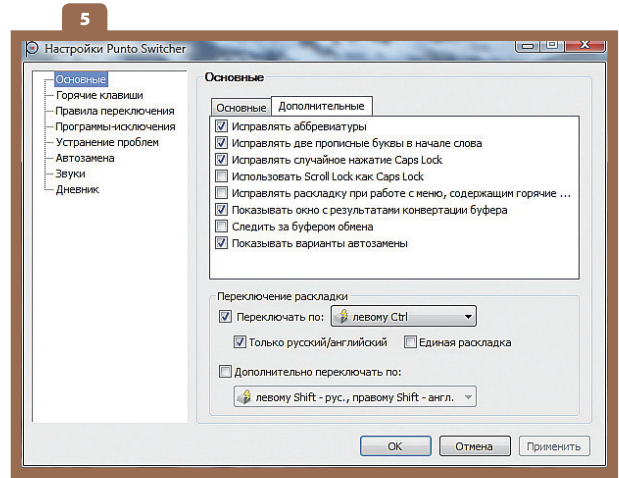 5
Настройки Punto Switcher
Основные
Горячие клавиши
Правила переключения
Программы-исключения
Устранение проблем
Автозамена
Звуки
Дневник
Основные
Основные Дополнительные
Исправлять аббревиатуры
Исправлять две прописные буквы в начале слова
Исправлять случайное нажатие Caps Lock
Использовать Scroll Lock как Caps Lock
Исправлять раскладку при работе с меню, содержащим горячие ...
Показывать окно с результатами конвертации буфера
Следить за буфером обмена
Показывать варианты автозамены
Переключение раскладки
Переключать по: левому Ctrl
Только русский/английский Единая раскладка
Дополнительно переключать по:
левому Shift - рус., правому Shift - англ.
OK Отмена Применить